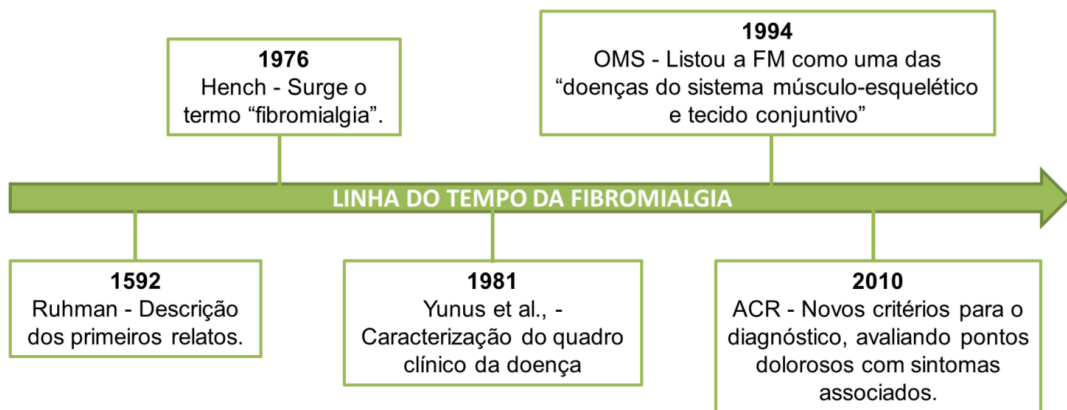 1976
Hench - Surge o
termo “fibromialgia”.
1994
OMS - Listou a FM como uma das
“doenças do sistema músculo-esquelético
e tecido conjuntivo”
LINHA DO TEMPO DA FIBROMIALGIA
1592
Ruhman - Descrição
dos primeiros relatos.
1981
Yunus et al., -
Caracterização do quadro
clínico da doença
2010
ACR - Novos critérios para o
diagnóstico, avaliando pontos
dolorosos com sintomas
associados.